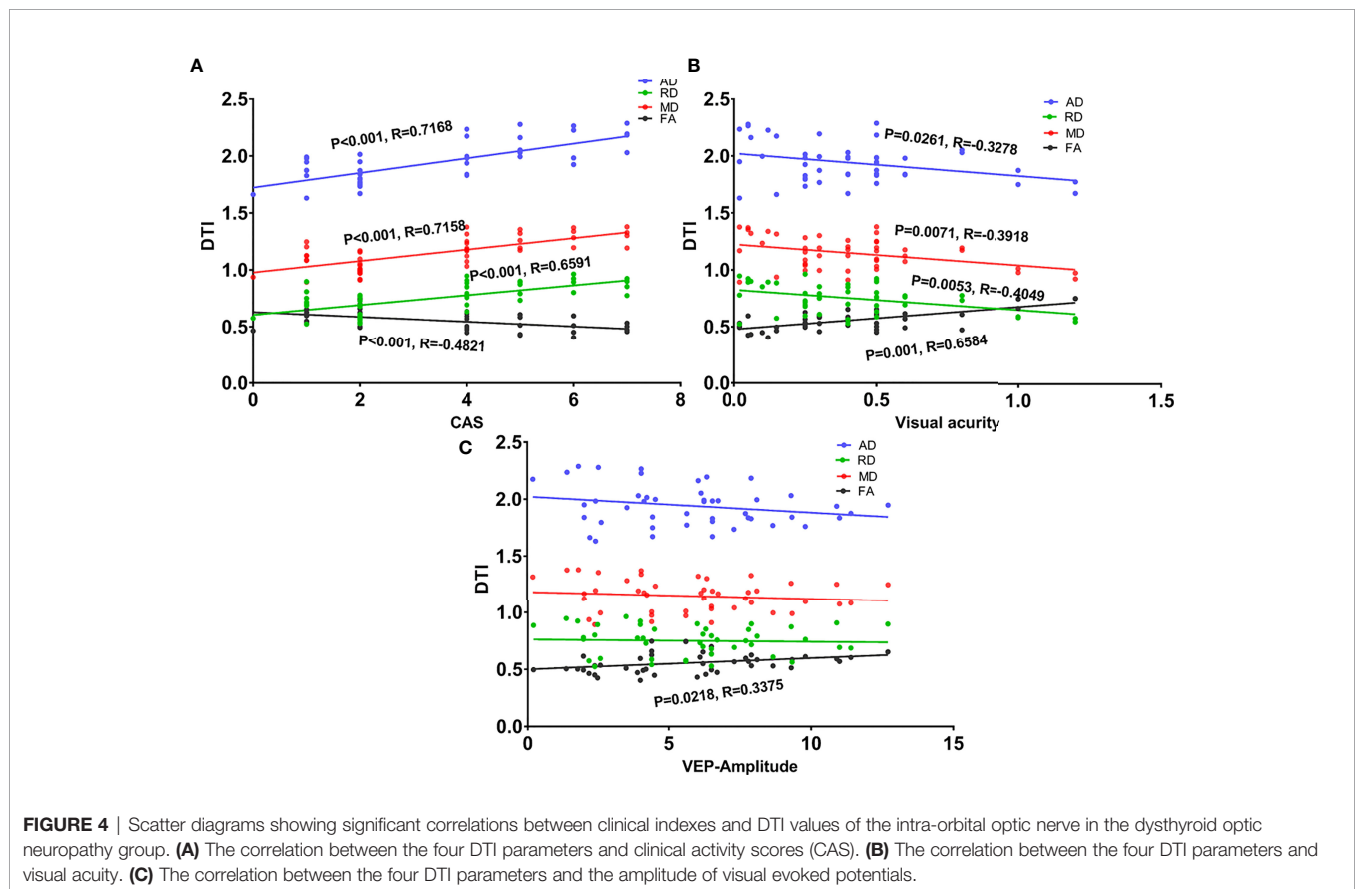 A
AD
RD
MD
FA
2.5
2.0
1.5
1.0
0.5
0.0
DTI
P<0.001, R=0.7168
P<0.001, R=0.7158
P<0.001, R=0.6591
P<0.001, R=-0.4821
0 2 4 6 8
CAS
B
AD
RD
MD
FA
2.5
2.0
1.5
1.0
0.5
0.0
DTI
P=0.0261, R=-0.3278
P=0.0071, R=-0.3918
P=0.0053, R=-0.4049
P=0.001, R=0.6584
0.0 0.5 1.0 1.5
Visual acurity
C
AD
RD
MD
FA
2.5
2.0
1.5
1.0
0.5
0.0
DTI
P=0.0218, R=0.3375
0 5 10 15
VEP-Amplitude
FIGURE 4 | Scatter diagrams showing significant correlations between clinical indexes and DTI values of the intra-orbital optic nerve in the dysthyroid optic
neuropathy group. (A) The correlation between the four DTI parameters and clinical activity scores (CAS). (B) The correlation between the four DTI parameters and
visual acuity. (C) The correlation between the four DTI parameters and the amplitude of visual evoked potentials.